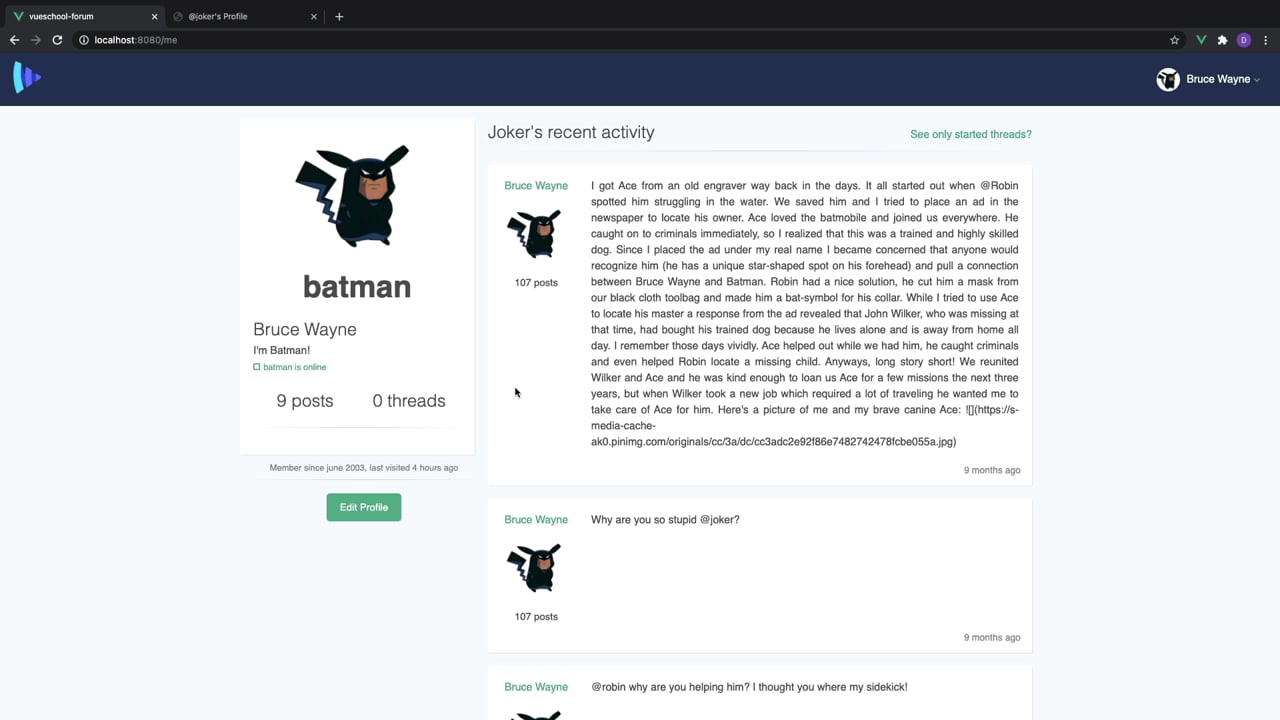 vueschool-forum
@joker's Profile
localhost:8080/me
D
Bruce Wayne
batman
Bruce Wayne
I'm Batman!
batman is online
9 posts 0 threads
Member since june 2003, last visited 4 hours ago
Edit Profile
Joker's recent activity
See only started threads?
Bruce Wayne
107 posts
I got Ace from an old engraver way back in the days. It all started out when @Robin
spotted him struggling in the water. We saved him and I tried to place an ad in the
newspaper to locate his owner. Ace loved the batmobile and joined us everywhere. He
caught on to criminals immediately, so I realized that this was a trained and highly skilled
dog. Since I placed the ad under my real name I became concerned that anyone would
recognize him (he has a unique star-shaped spot on his forehead) and pull a connection
between Bruce Wayne and Batman. Robin had a nice solution, he cut him a mask from
our black cloth toolbag and made him a bat-symbol for his collar. While I tried to use Ace
to locate his master a response from the ad revealed that John Wilker, who was missing at
that time, had bought his trained dog because he lives alone and is away from home all
day. I remember those days vividly. Ace helped out while we had him, he caught criminals
and even helped Robin locate a missing child. Anyways, long story short! We reunited
Wilker and Ace and he was kind enough to loan us Ace for a few missions the next three
years, but when Wilker took a new job which required a lot of traveling he wanted me to
take care of Ace for him. Here's a picture of me and my brave canine Ace: ![](https://s-
media-cache-
ak0.pinimg.com/originals/cc/3a/dc/cc3adc2e92f86e7482742478fcbe055a.jpg)
9 months ago
Bruce Wayne
107 posts
Why are you so stupid @joker?
9 months ago
Bruce Wayne
@robin why are you helping him? I thought you where my sidekick!